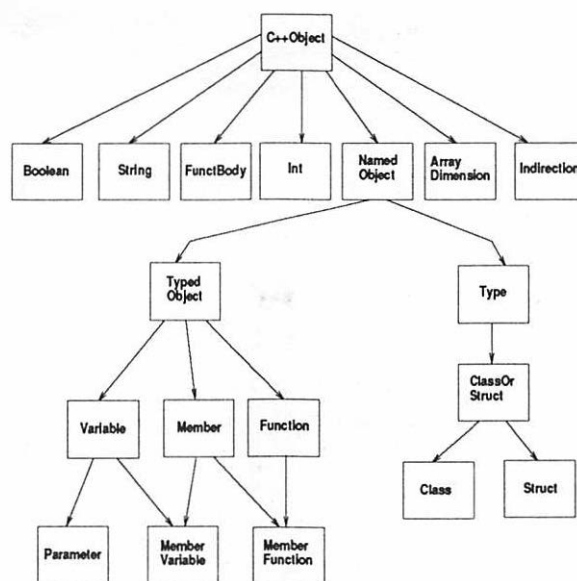 C++Object
Boolean
String
FunctBody
Int
Named
Object
Array
Dimension
Indirection
Typed
Object
Type
ClassOr
Struct
Variable
Member
Function
Class
Struct
Parameter
Member
Variable
Member
Function